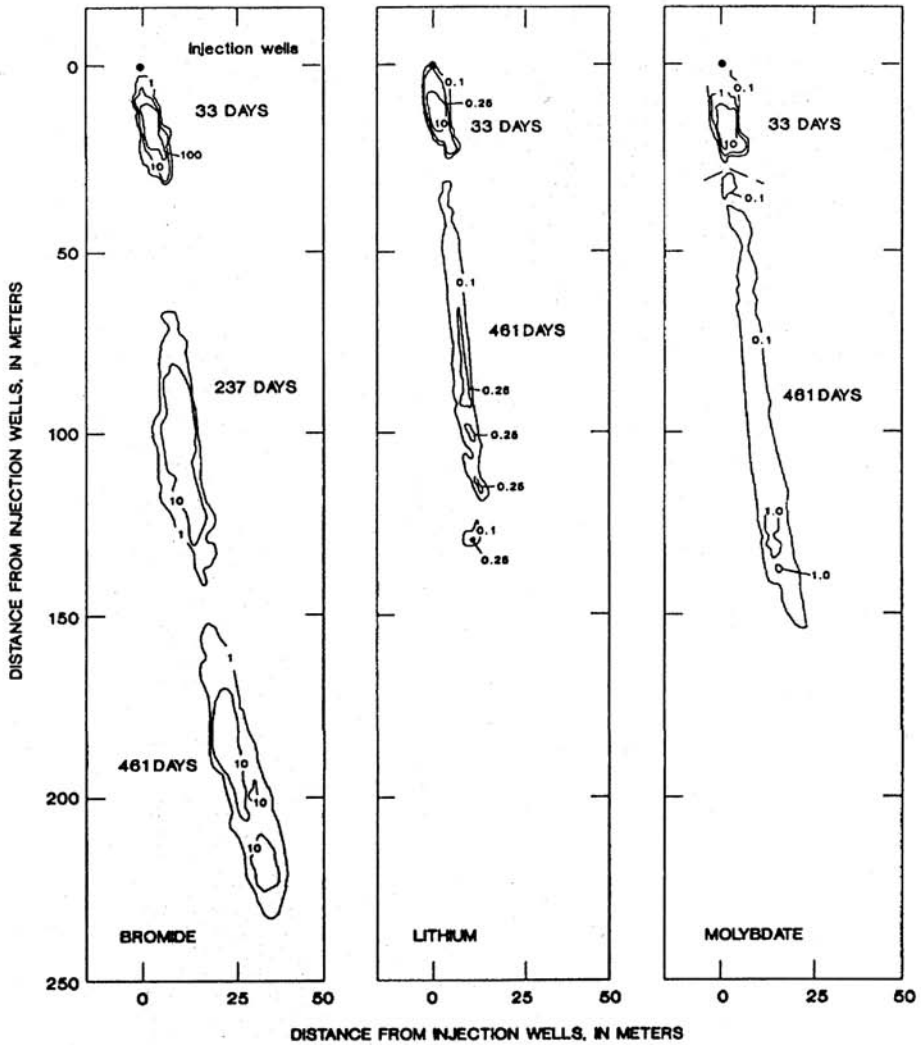 Injection wells
0
50
100
150
200
250
DISTANCE FROM INJECTION WELLS, IN METERS
1
33 DAYS
100
10
237 DAYS
10
1
1
461 DAYS
10
10
10
BROMIDE
0 25 50
0.1
0.25
10
33 DAYS
0.1
461 DAYS
0.25
0.25
0.25
0.1
0.25
LITHIUM
0 25 50
0.1
1
33 DAYS
10
0.1
0.1
461 DAYS
1.0
1.0
MOLYBDATE
0 25 50
DISTANCE FROM INJECTION WELLS, IN METERS